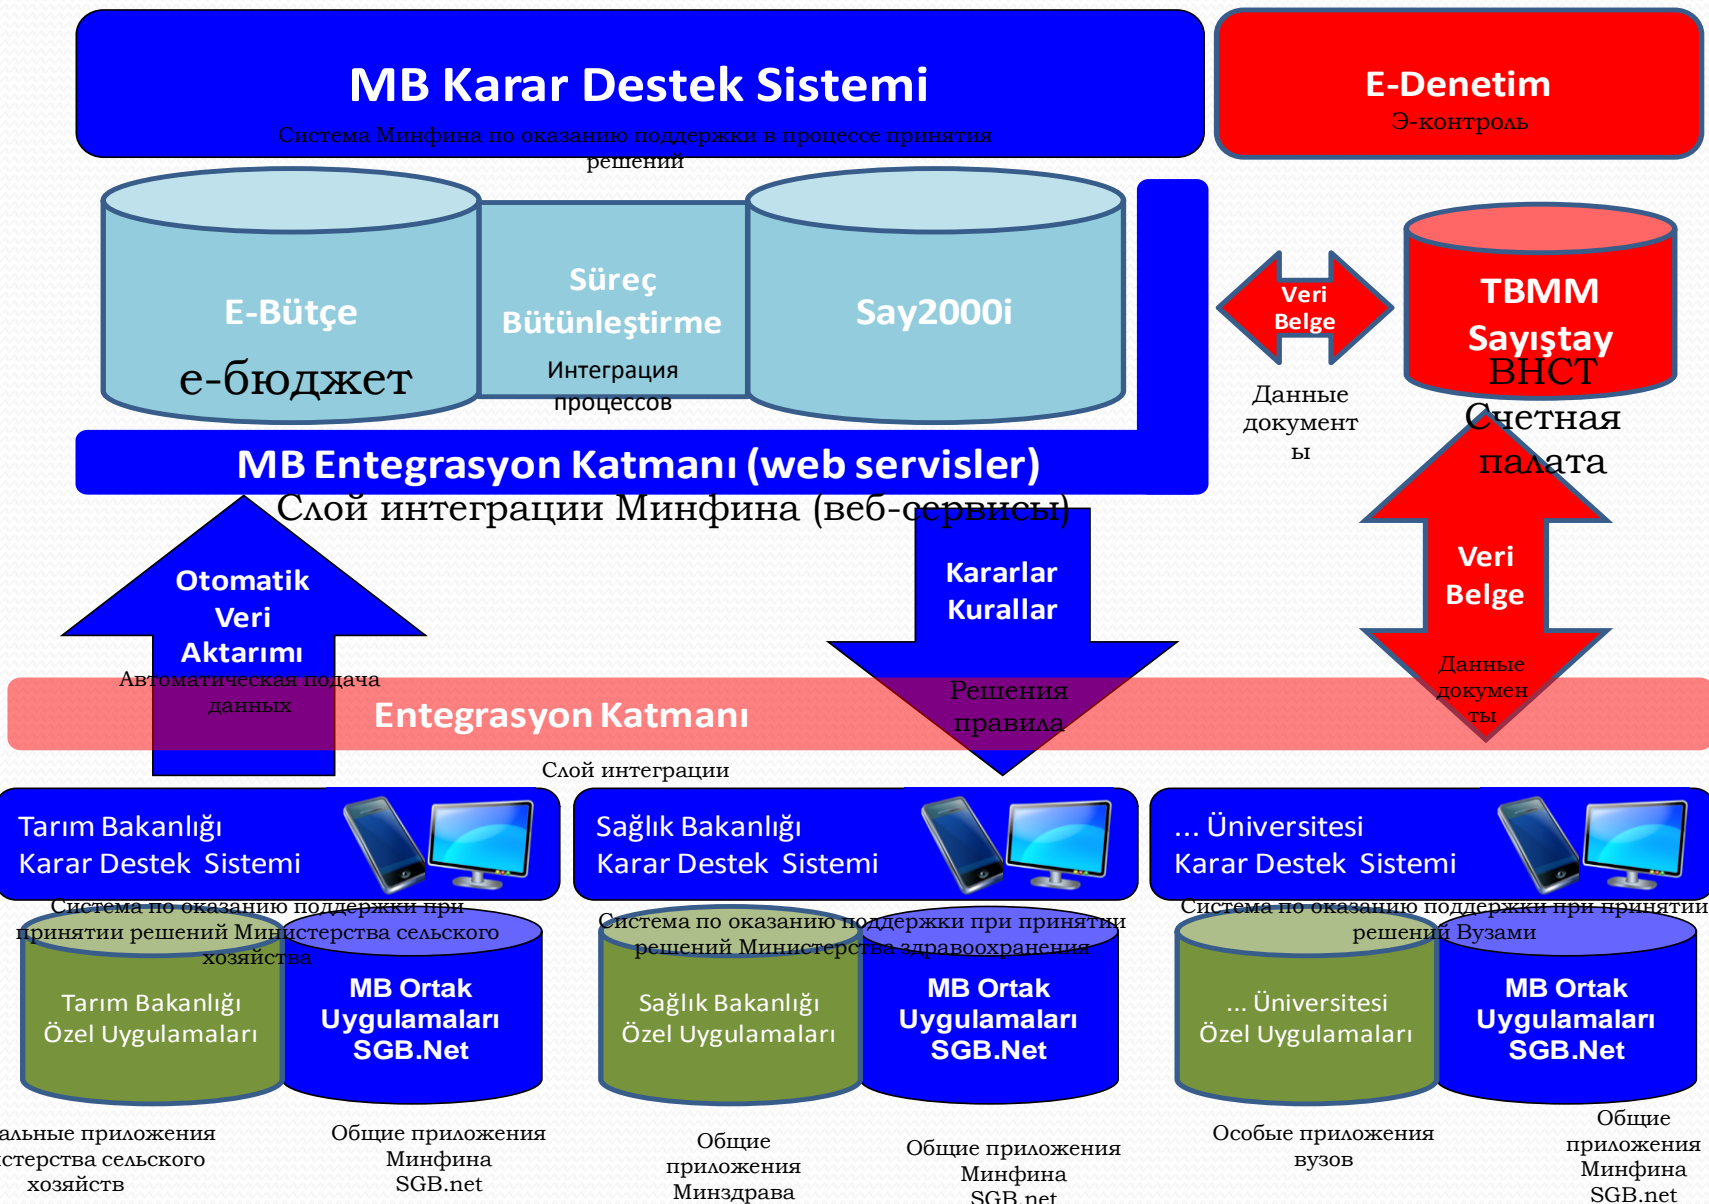 MB Karar Destek Sistemi
Система Минфина по оказанию поддержки в процессе принятия
решений
E-Denetim
Э-контроль
E-Bütçe
е-бюджет
Süreç
Bütünleştirme
Интеграция
процессов
Say2000i
Veri
Belge
Данные
документ
ы
TBMM
Sayıştay
ВНСТ
Счетная
палата
MB Entegrasyon Katmanı (web servisler)
Слой интеграции Минфина (веб-сервисы)
Otomatik
Veri
Aktarımı
Автоматическая подача
данных
Kararlar
Kurallar
Решения
правила
Veri
Belge
Данные
докумен
ты
Entegrasyon Katmanı
Слой интеграции
Tarım Bakanlığı
Karar Destek Sistemi
Система по оказанию поддержки при
принятии решений Министерства сельского
хозяйства
Sağlık Bakanlığı
Karar Destek Sistemi
Система по оказанию поддержки при принятии
решений Министерства здравоохранения
... Üniversitesi
Karar Destek Sistemi
Система по оказанию поддержки при принятии
решений Вузами
Tarım Bakanlığı
Özel Uygulamaları
MB Ortak
Uygulamaları
SGB.Net
Sağlık Bakanlığı
Özel Uygulamaları
MB Ortak
Uygulamaları
SGB.Net
... Üniversitesi
Özel Uygulamaları
MB Ortak
Uygulamaları
SGB.Net
альные приложения
истерства сельского
хозяйств
Общие приложения
Минфина
SGB.net
Общие
приложения
Минздрава
Общие приложения
Минфина
SGB.net
Особые приложения
вузов
Общие
приложения
Минфина
SGB.net